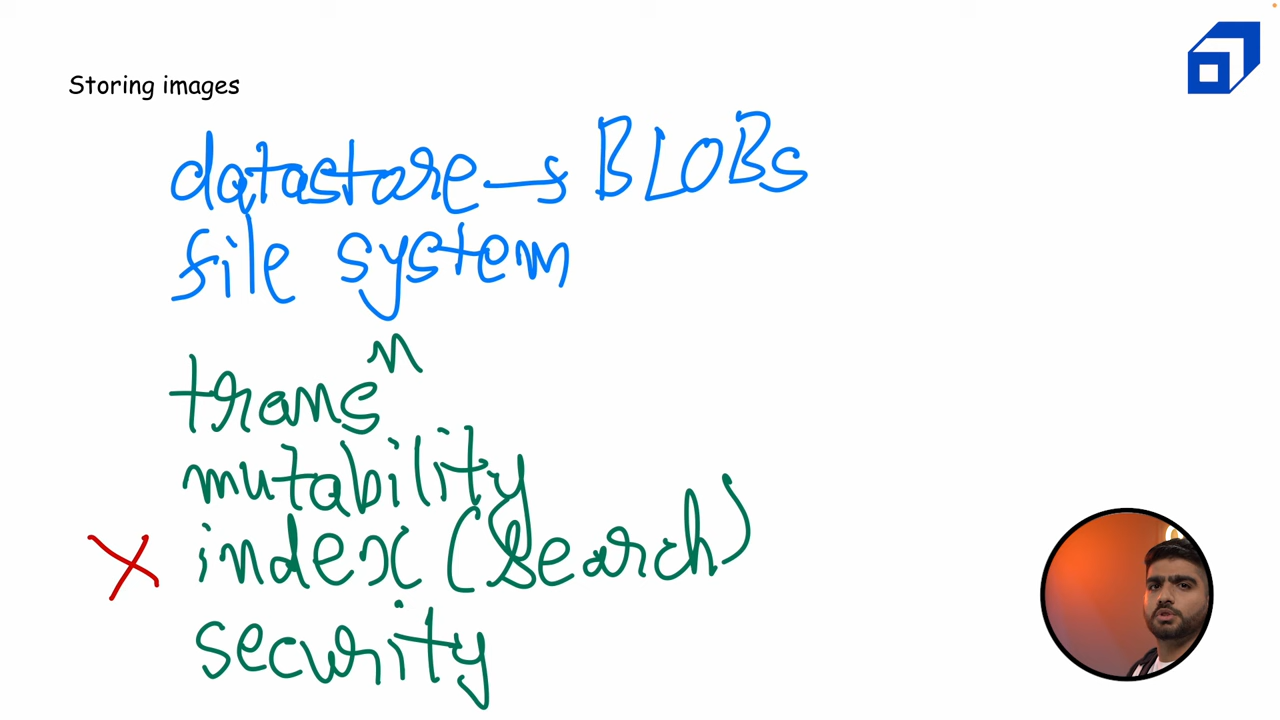 Storing images
datastore → BLOBs
file system
transⁿ
mutability
X index (search)
security